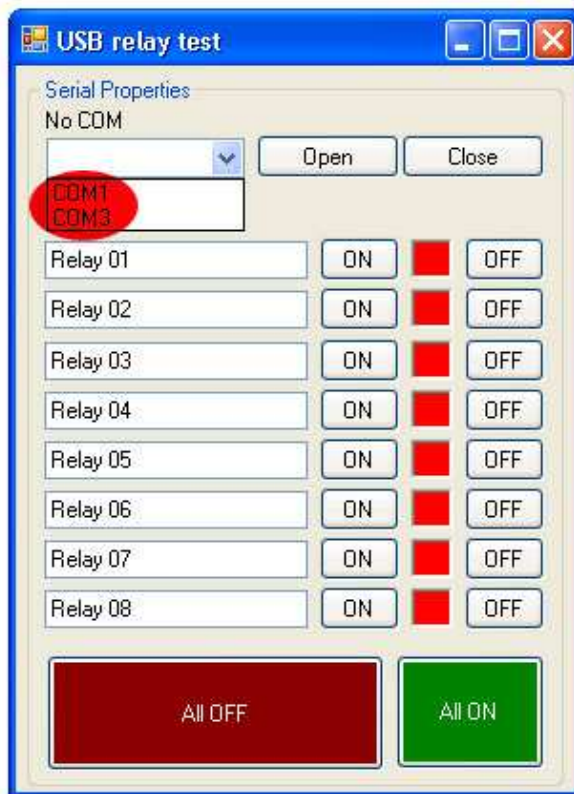 USB relay test
Serial Properties
No COM
Open Close
COM1
COM3
Relay 01 ON OFF
Relay 02 ON OFF
Relay 03 ON OFF
Relay 04 ON OFF
Relay 05 ON OFF
Relay 06 ON OFF
Relay 07 ON OFF
Relay 08 ON OFF
All OFF All ON